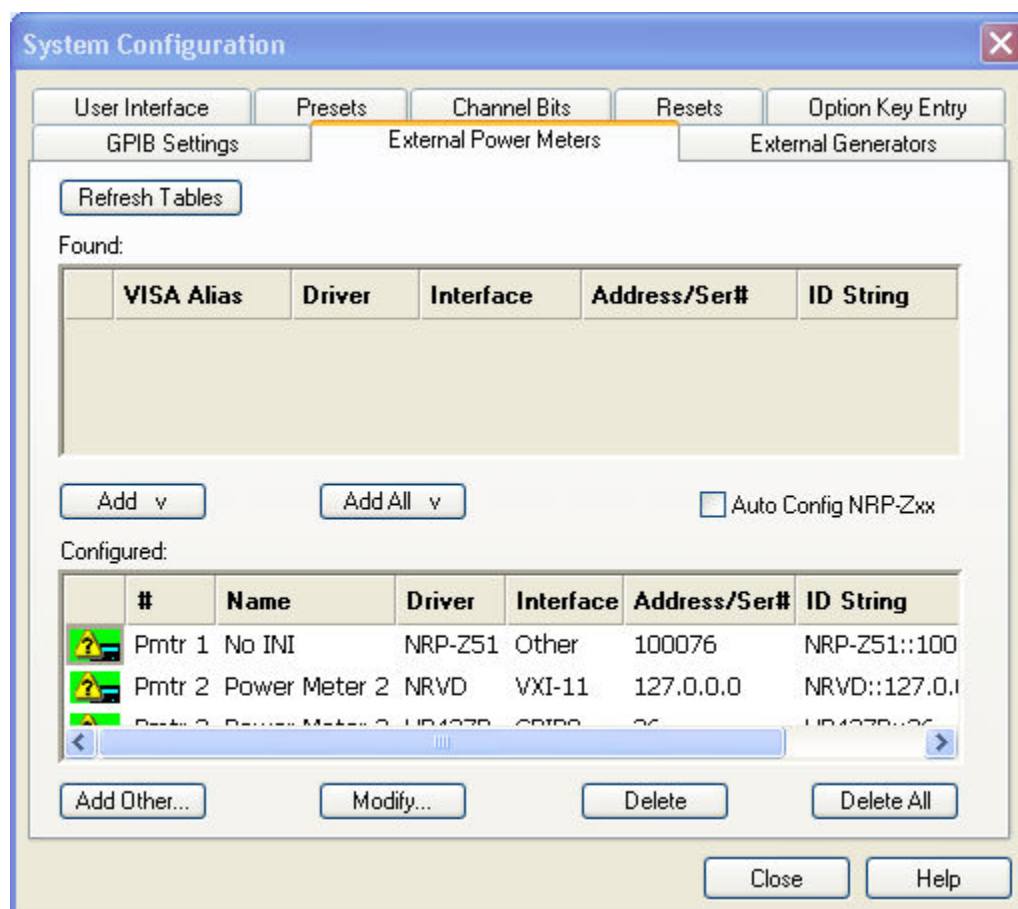 System Configuration
User Interface Presets Channel Bits Resets Option Key Entry
GPIB Settings External Power Meters External Generators
Refresh Tables
Found:
VISA Alias Driver Interface Address/Ser# ID String
Add v Add All v Auto Config NRP-Zxx
Configured:
# Name Driver Interface Address/Ser# ID String
Pmtr 1 No INI NRP-Z51 Other 100076 NRP-Z51::100
Pmtr 2 Power Meter 2 NRVD VXI-11 127.0.0.0 NRVD::127.0.
Add Other... Modify... Delete Delete All
Close Help